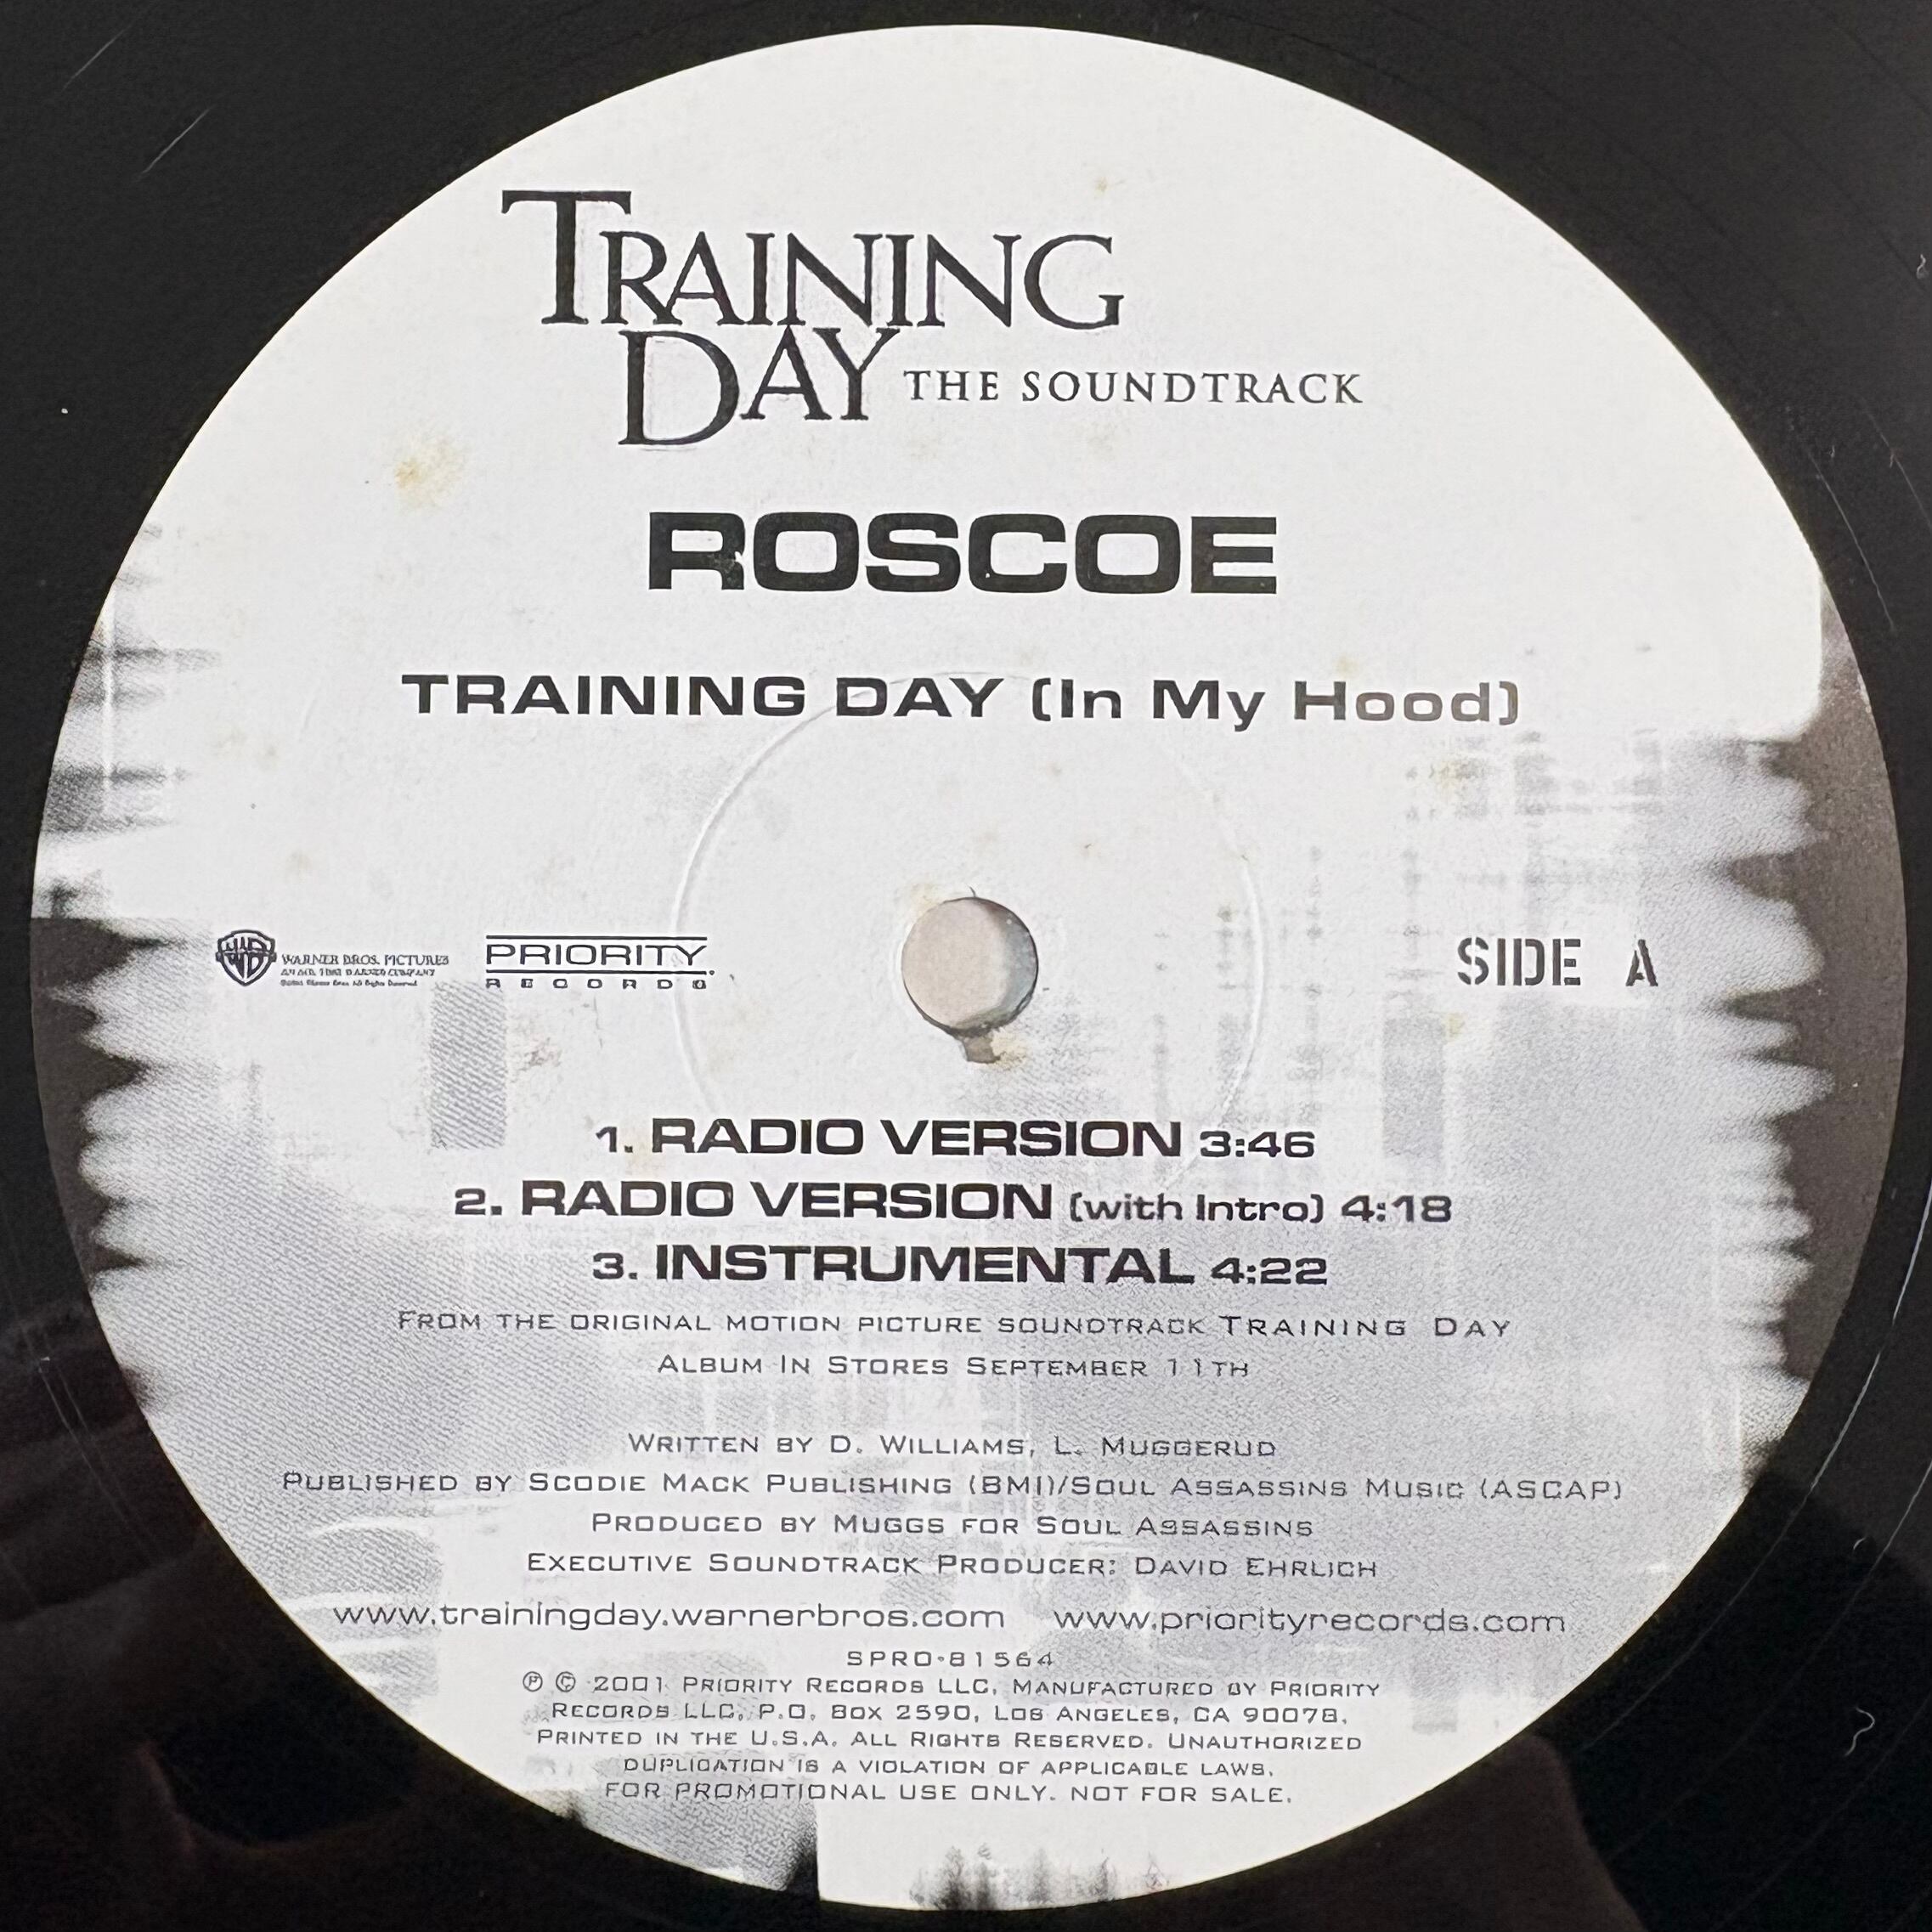 TRAINING
DAY THE SOUNDTRACK
ROSCOE
TRAINING DAY (In My Hood)
WARNER BROS. PICTURES
PRIORITY
RECORDS
SIDE A
1. RADIO VERSION 3:46
2. RADIO VERSION (with Intro) 4:18
3. INSTRUMENTAL 4:22
FROM THE ORIGINAL MOTION PICTURE SOUNDTRACK TRAINING DAY
ALBUM IN STORES SEPTEMBER 11TH
WRITTEN BY D. WILLIAMS, L. MUGGERUD
PUBLISHED BY SCODIE MACK PUBLISHING (BMI)/SOUL ASSASSINS MUSIC (ASCAP)
PRODUCED BY MUGGS FOR SOUL ASSASSINS
EXECUTIVE SOUNDTRACK PRODUCER: DAVID EHRLICH
www.trainingday.warnerbros.com www.priorityrecords.com
SPRO-81564
℗ © 2001 PRIORITY RECORDS LLC. MANUFACTURED BY PRIORITY
RECORDS LLC, P.O. BOX 2590, LOS ANGELES, CA 90078.
PRINTED IN THE U.S.A. ALL RIGHTS RESERVED. UNAUTHORIZED
DUPLICATION IS A VIOLATION OF APPLICABLE LAWS.
FOR PROMOTIONAL USE ONLY. NOT FOR SALE.